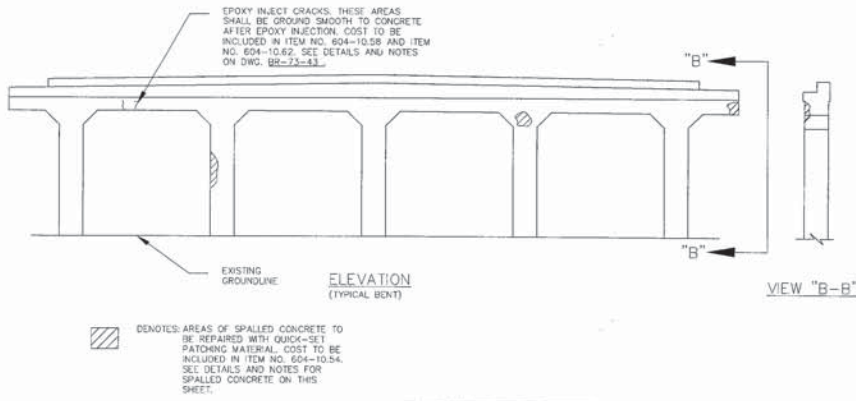 EPOXY INJECT CRACKS. THESE AREAS
SHALL BE GROUND SMOOTH TO CONCRETE
AFTER EPOXY INJECTION. COST TO BE
INCLUDED IN ITEM NO. 604-10.58 AND ITEM
NO. 604-10.62. SEE DETAILS AND NOTES
ON DWG. BR-73-43.
"B"
"B"
EXISTING
GROUNDLINE
ELEVATION
(TYPICAL BENT)
VIEW "B-B"
DENOTES: AREAS OF SPALLED CONCRETE TO
BE REPAIRED WITH QUICK-SET
PATCHING MATERIAL. COST TO BE
INCLUDED IN ITEM NO. 604-10.54.
SEE DETAILS AND NOTES FOR
SPALLED CONCRETE ON THIS
SHEET.